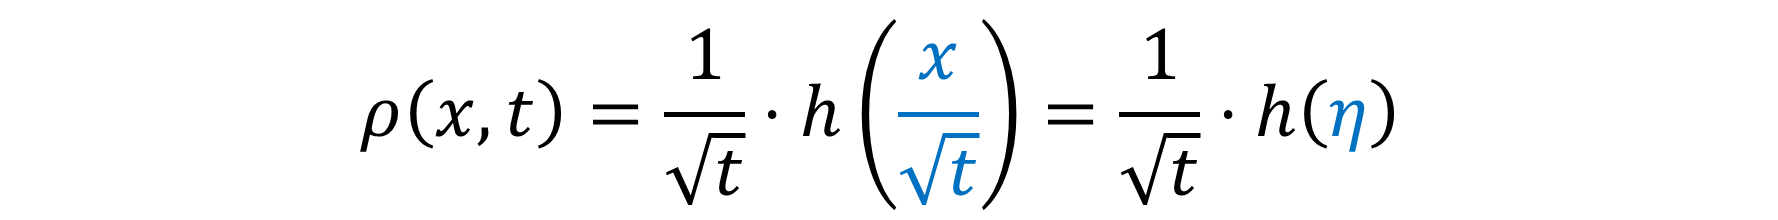 ρ(x, t) = 1/√t · h(x/√t) = 1/√t · h(η)